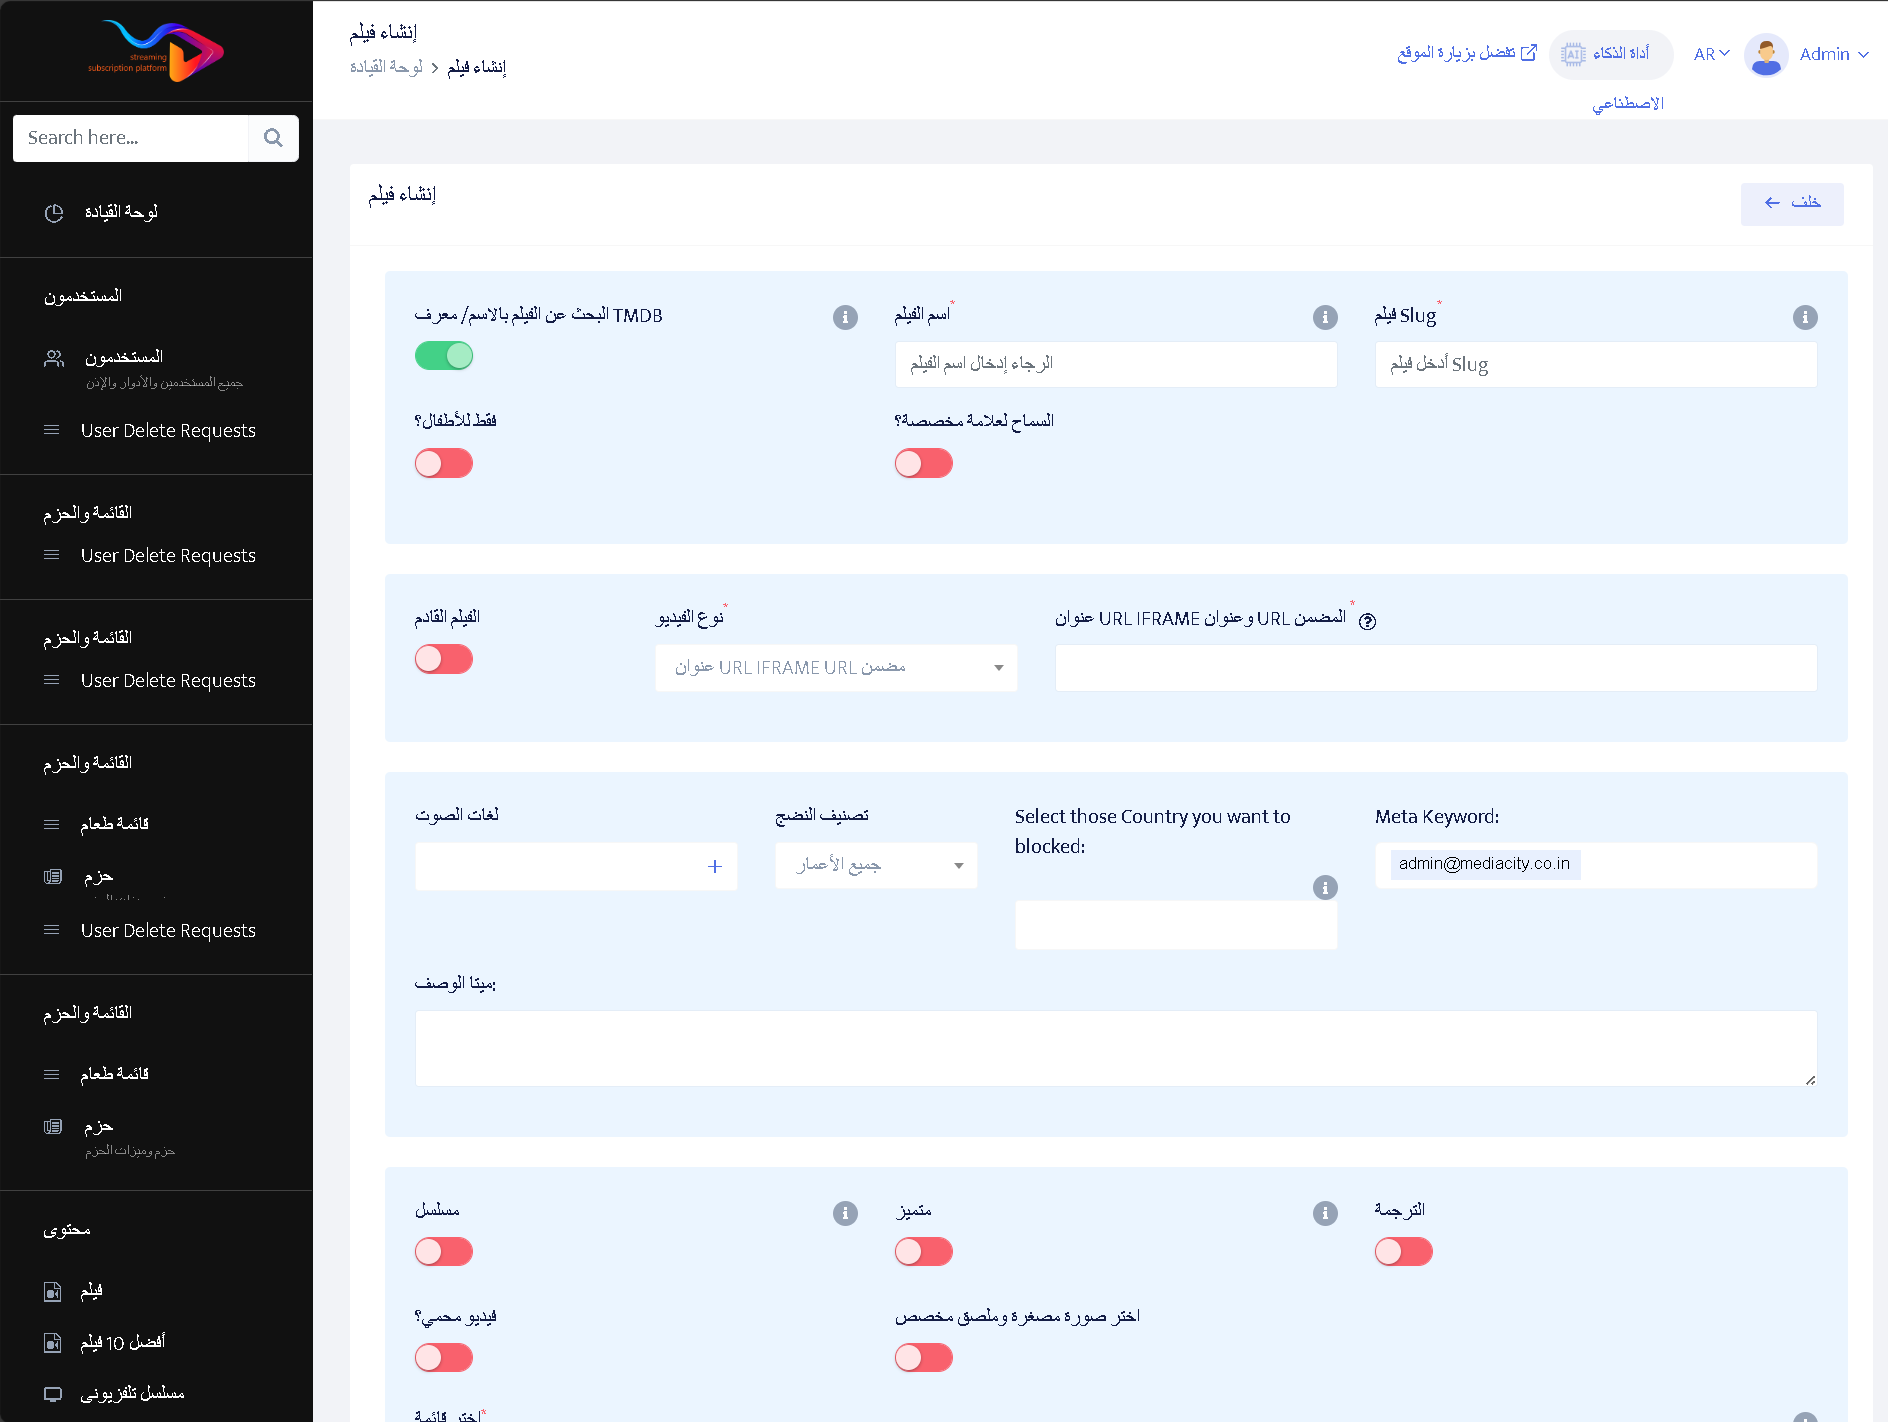 streaming
subscription platform
Search here...
لوحة القيادة
المستخدمون
المستخدمون
جميع المستخدمين والأدوار والإذن
User Delete Requests
القائمة والحزم
User Delete Requests
القائمة والحزم
User Delete Requests
القائمة والحزم
قائمة طعام
حزم
User Delete Requests
القائمة والحزم
قائمة طعام
حزم
حزم وميزات الحزم
محتوى
فيلم
أفضل 10 فيلم
مسلسل تلفزيوني
إنشاء فيلم
لوحة القيادة > إنشاء فيلم
تفضل بزيارة الموقع
أداة الذكاء
الاصطناعي
AI
AR
Admin
إنشاء فيلم
خلف ←
البحث عن الفيلم بالاسم/ معرف TMDB
اسم الفيلم*
فيلم Slug*
الرجاء إدخال اسم الفيلم
أدخل فيلم Slug
فقط للأطفال؟
السماح لعلامة مخصصة؟
الفيلم القادم
نوع الفيديو*
عنوان URL IFRAME وعنوان URL المضمن*
عنوان URL IFRAME URL مضمن
لغات الصوت
تصنيف النضج
Select those Country you want to
blocked:
Meta Keyword:
+
جميع الأعمار
admin@mediacity.co.in
ميتا الوصف:
مسلسل
متميز
الترجمة
فيديو محمي؟
اختر صورة مصغرة وملصق مخصص
اختر قائمة*